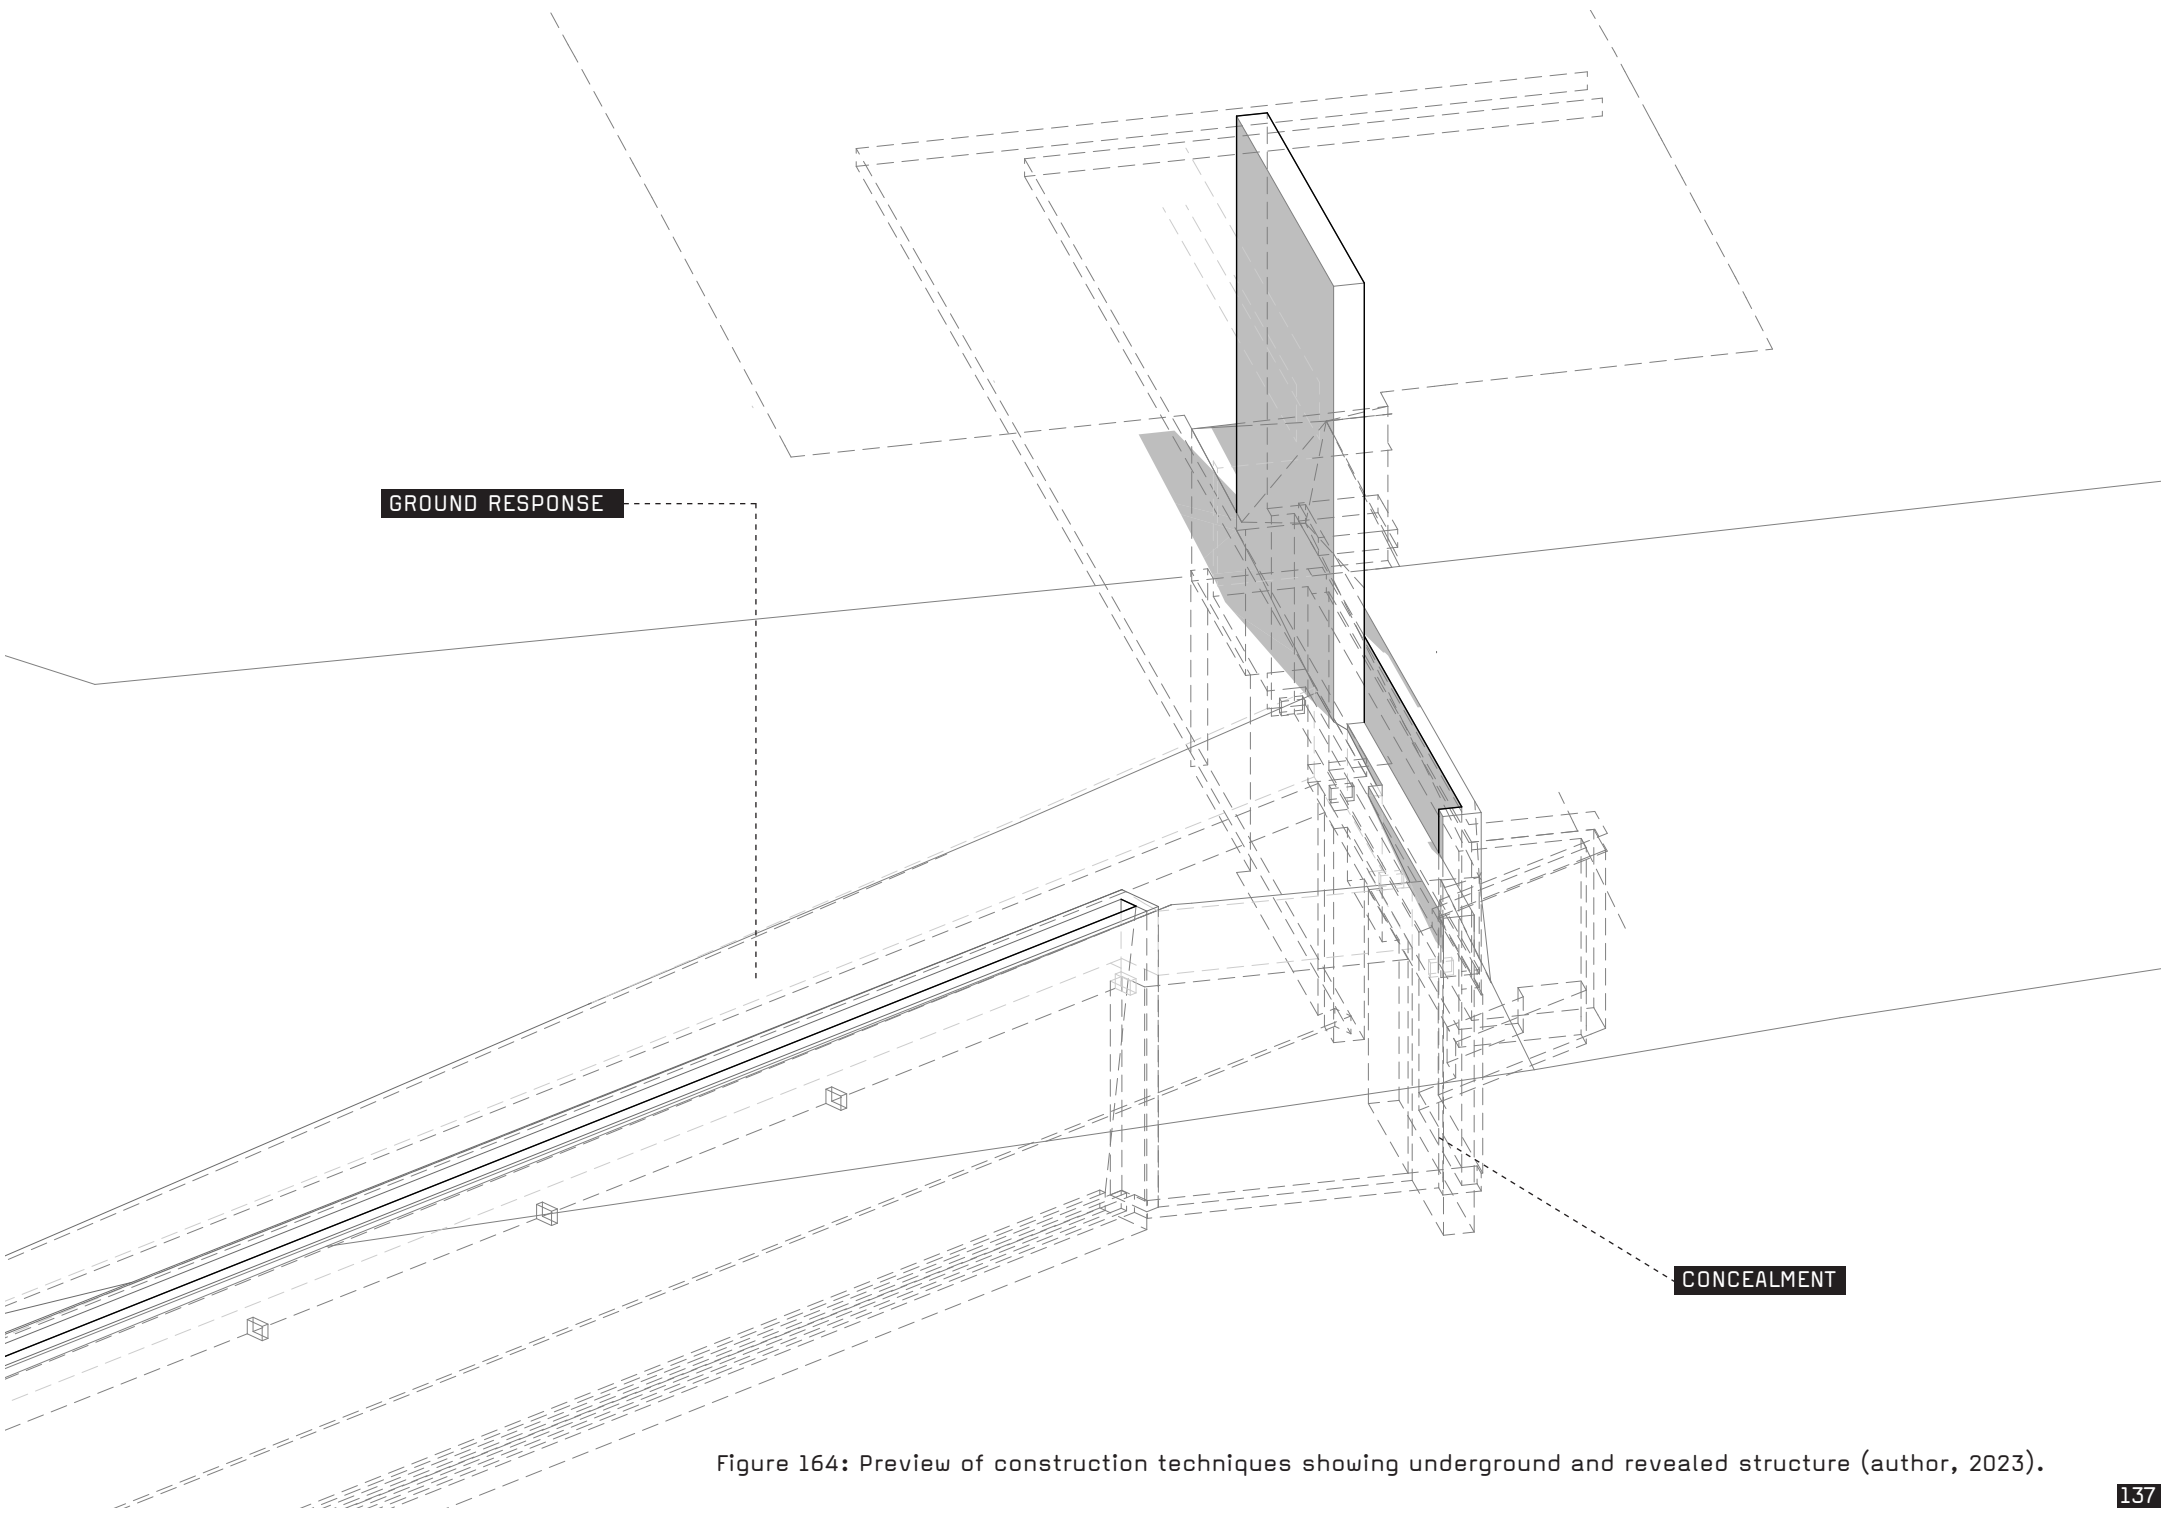 GROUND RESPONSE
CONCEALMENT
Figure 164: Preview of construction techniques showing underground and revealed structure (author, 2023).
137